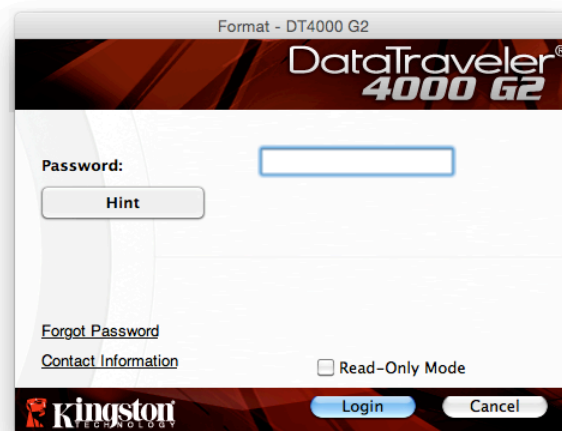 Format - DT4000 G2
DataTraveler®
4000 G2
Password:
Hint
Forgot Password
Contact Information
Read-Only Mode
Kingston
TECHNOLOGY
Login
Cancel